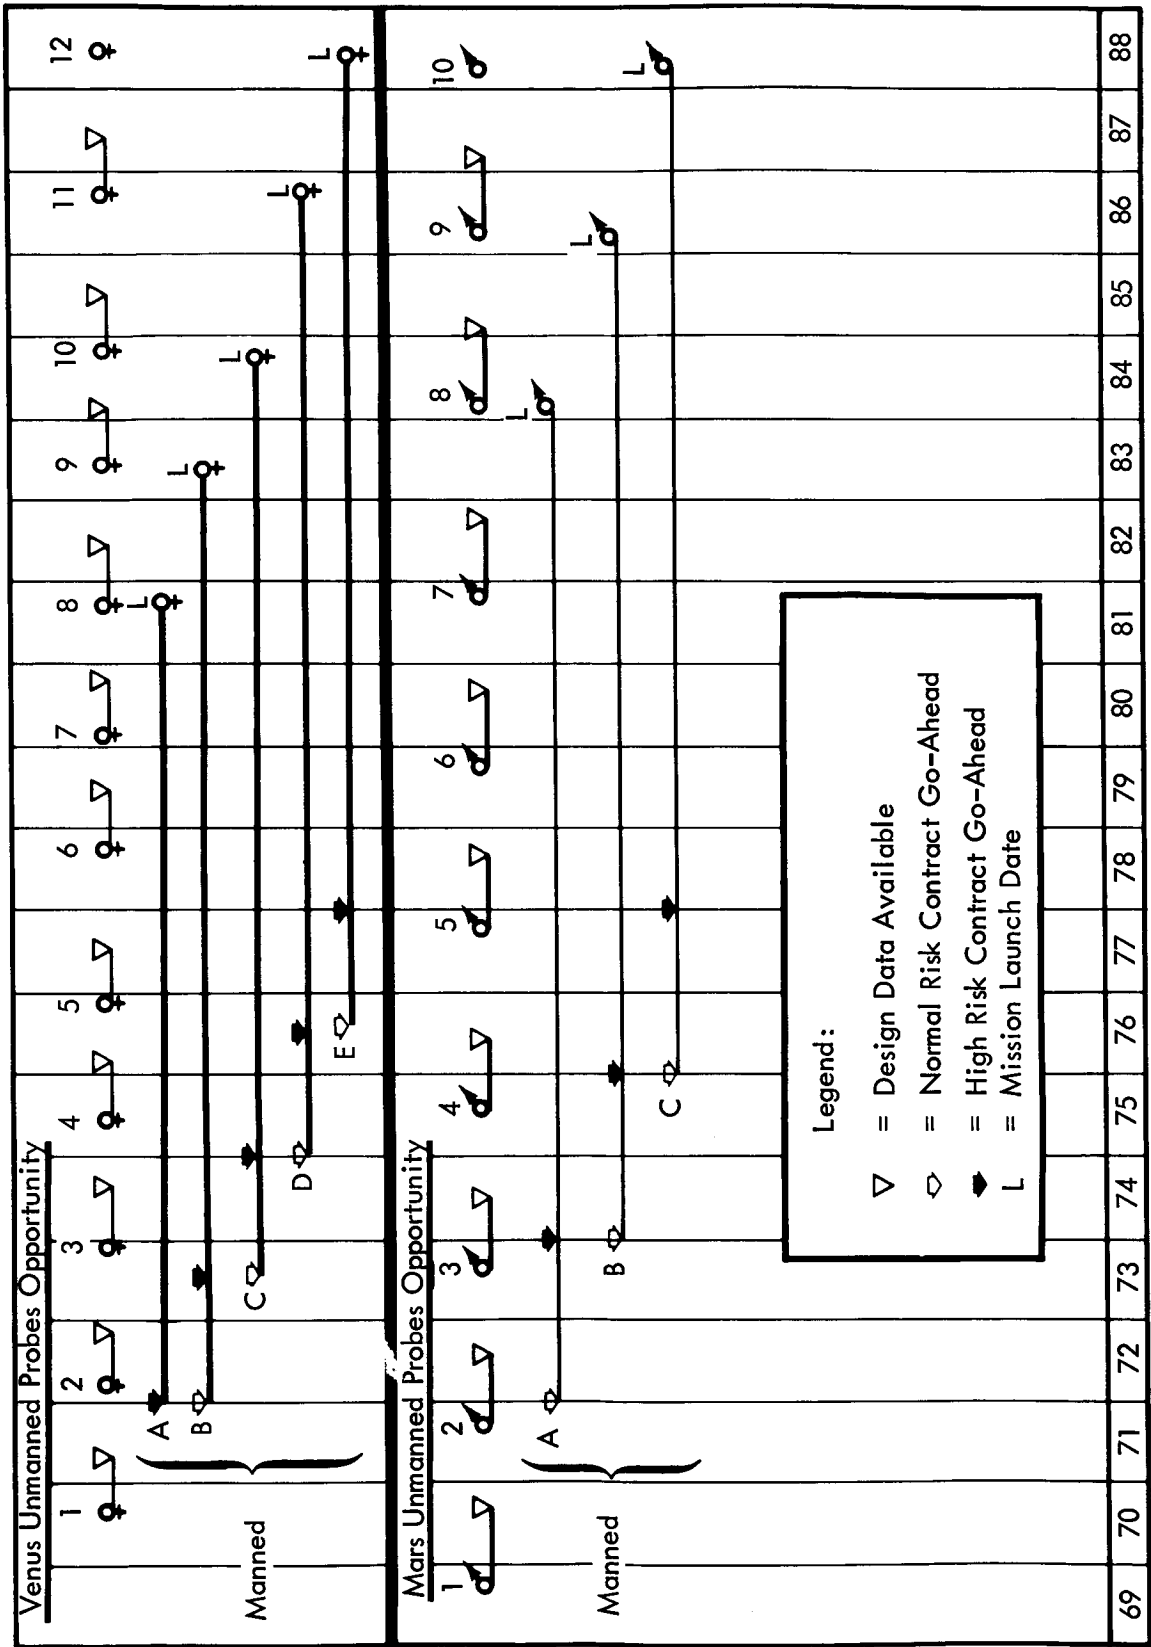 Venus Unmanned Probes Opportunity
1 2 3 4 5 6 7 8 9 10 11 12
Manned
A L
B L
C L
D L
E L
Mars Unmanned Probes Opportunity
1 2 3 4 5 6 7 8 9 10
Manned
A L
B L
C L
Legend:
= Design Data Available
= Normal Risk Contract Go-Ahead
= High Risk Contract Go-Ahead
L = Mission Launch Date
69 70 71 72 73 74 75 76 77 78 79 80 81 82 83 84 85 86 87 88